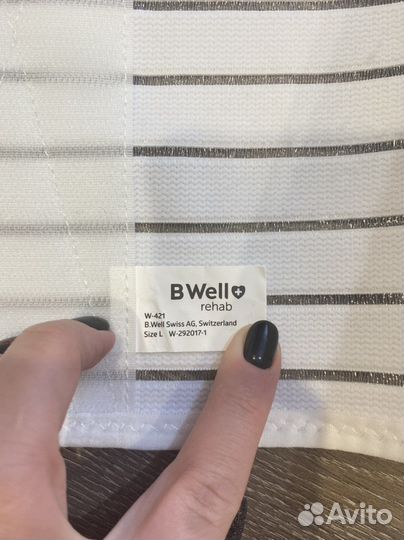 B.Well
rehab
W-421
B.Well Swiss AG, Switzerland
Size L W-292017-1
Avito